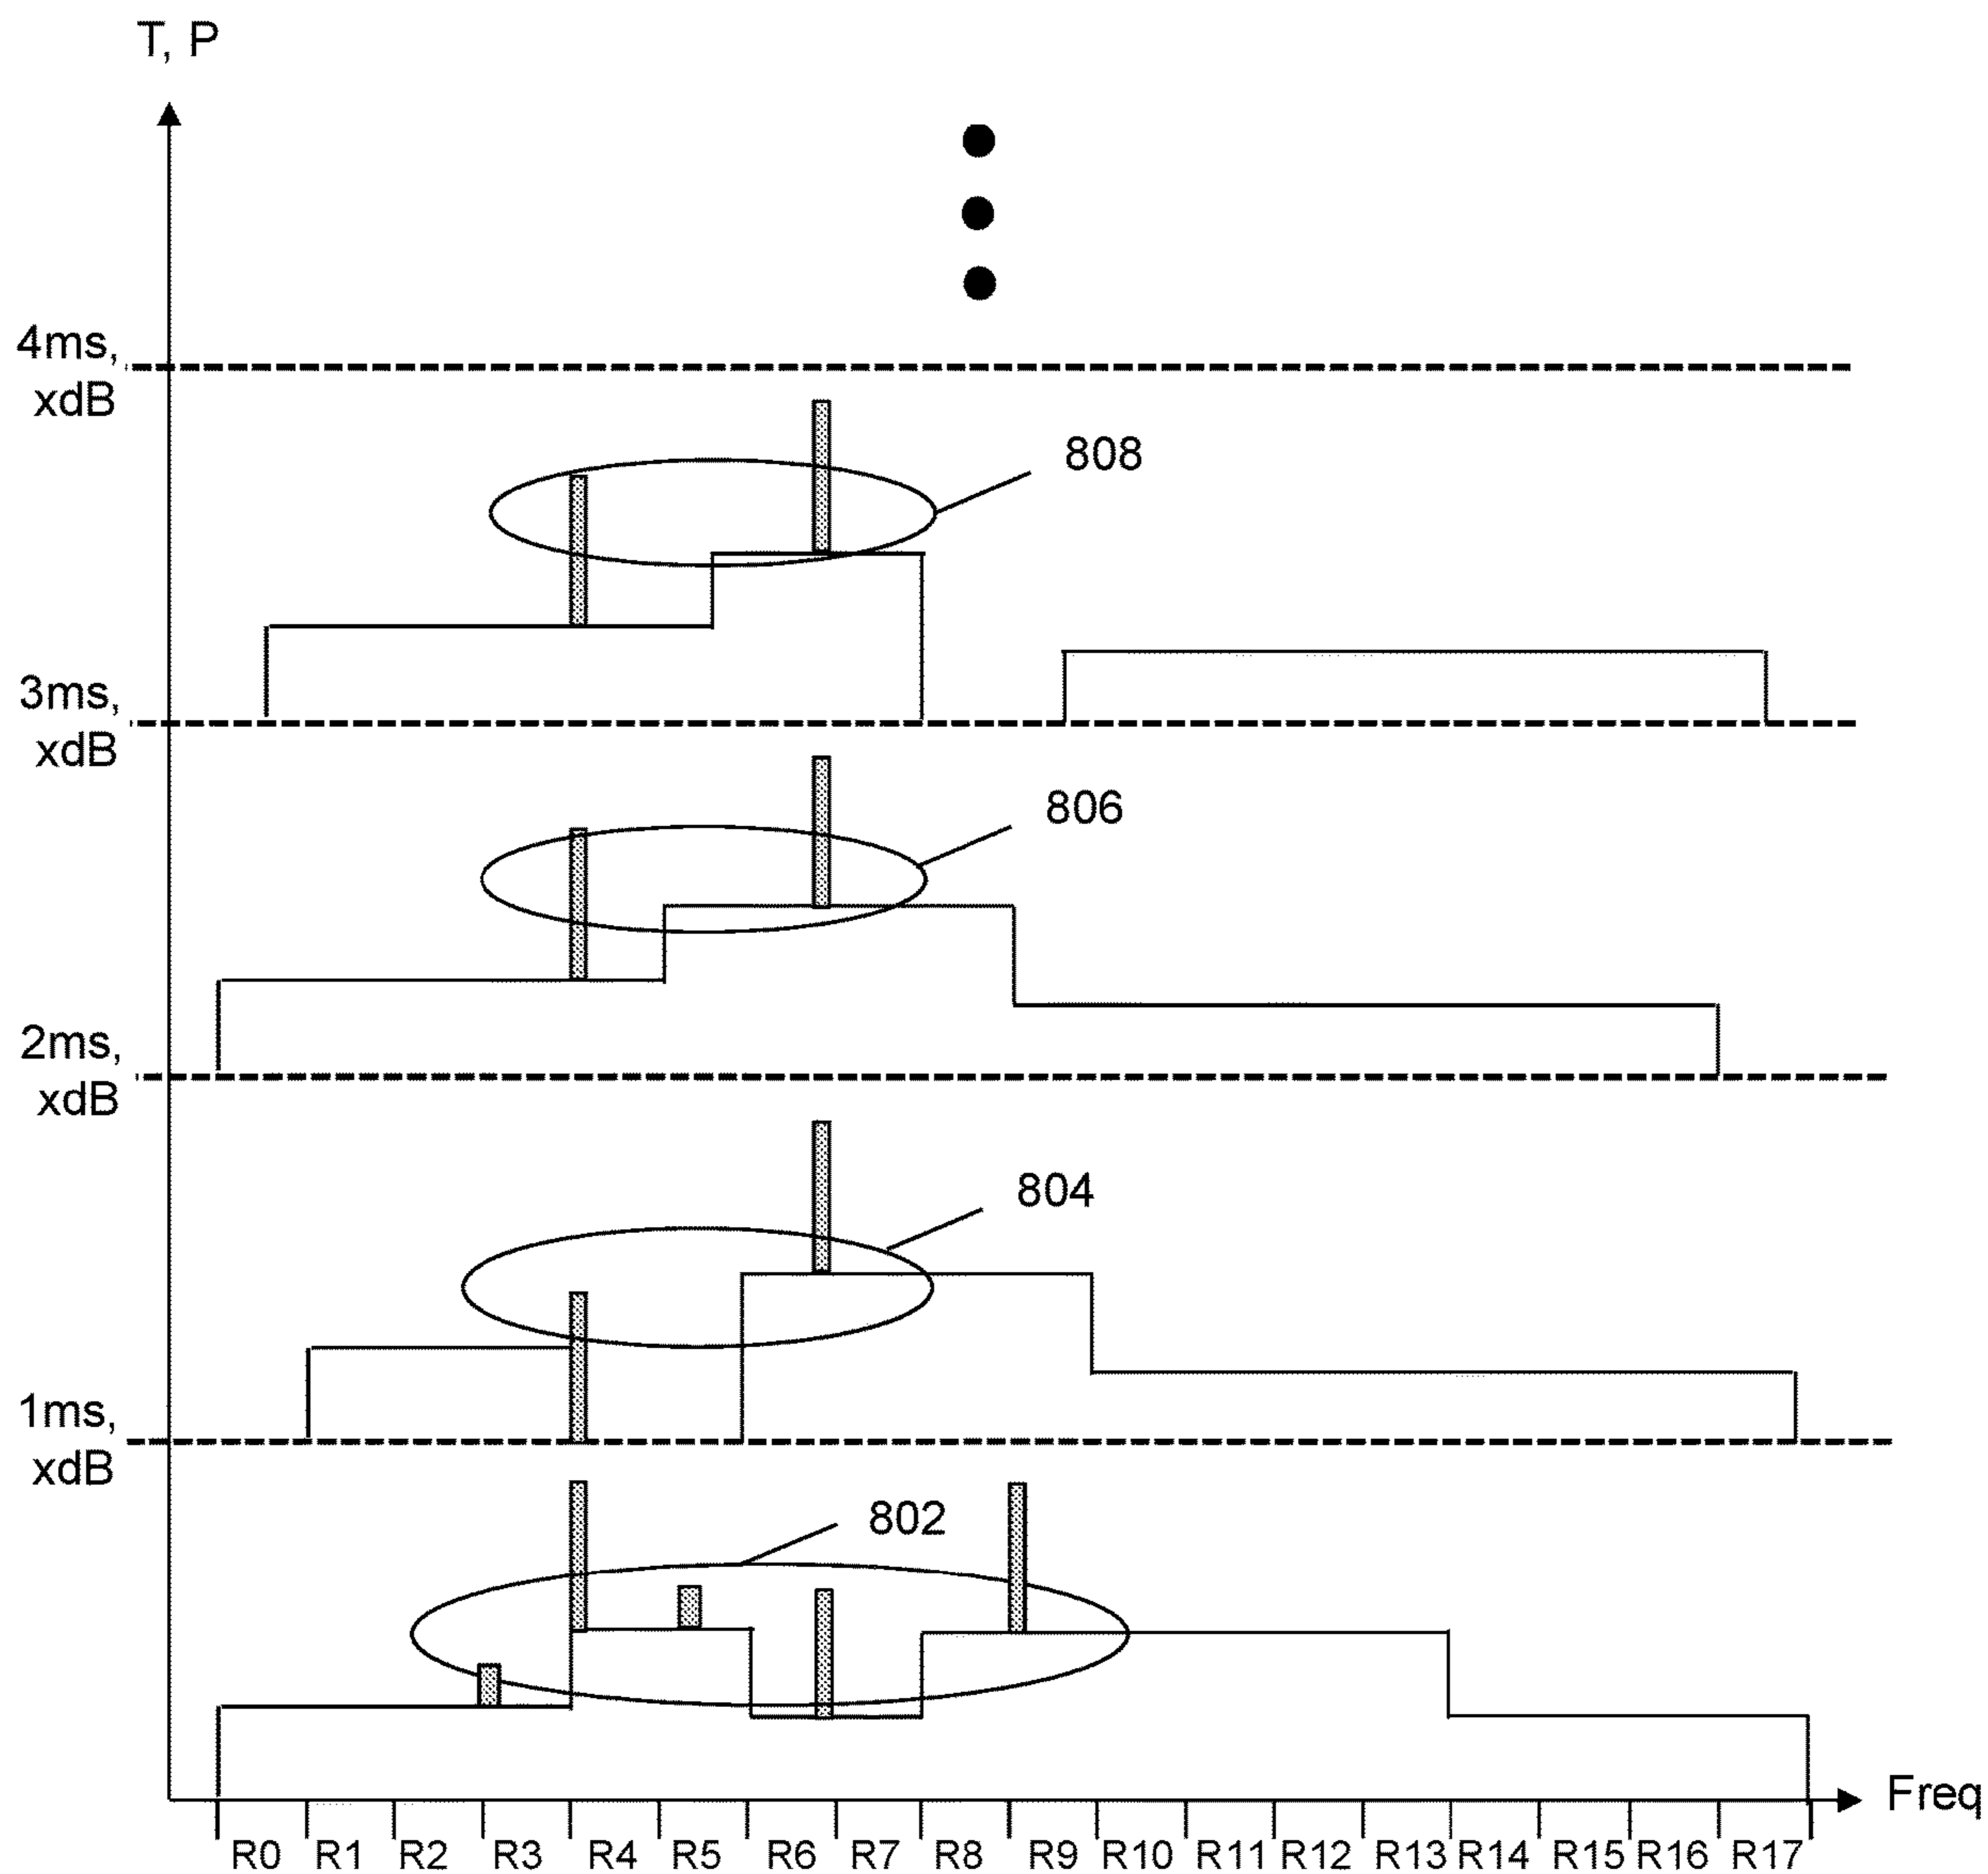 T, P
4ms,
xdB
808
3ms,
xdB
806
2ms,
xdB
804
1ms,
xdB
802
Freq
R0 R1 R2 R3 R4 R5 R6 R7 R8 R9 R10 R11 R12 R13 R14 R15 R16 R17